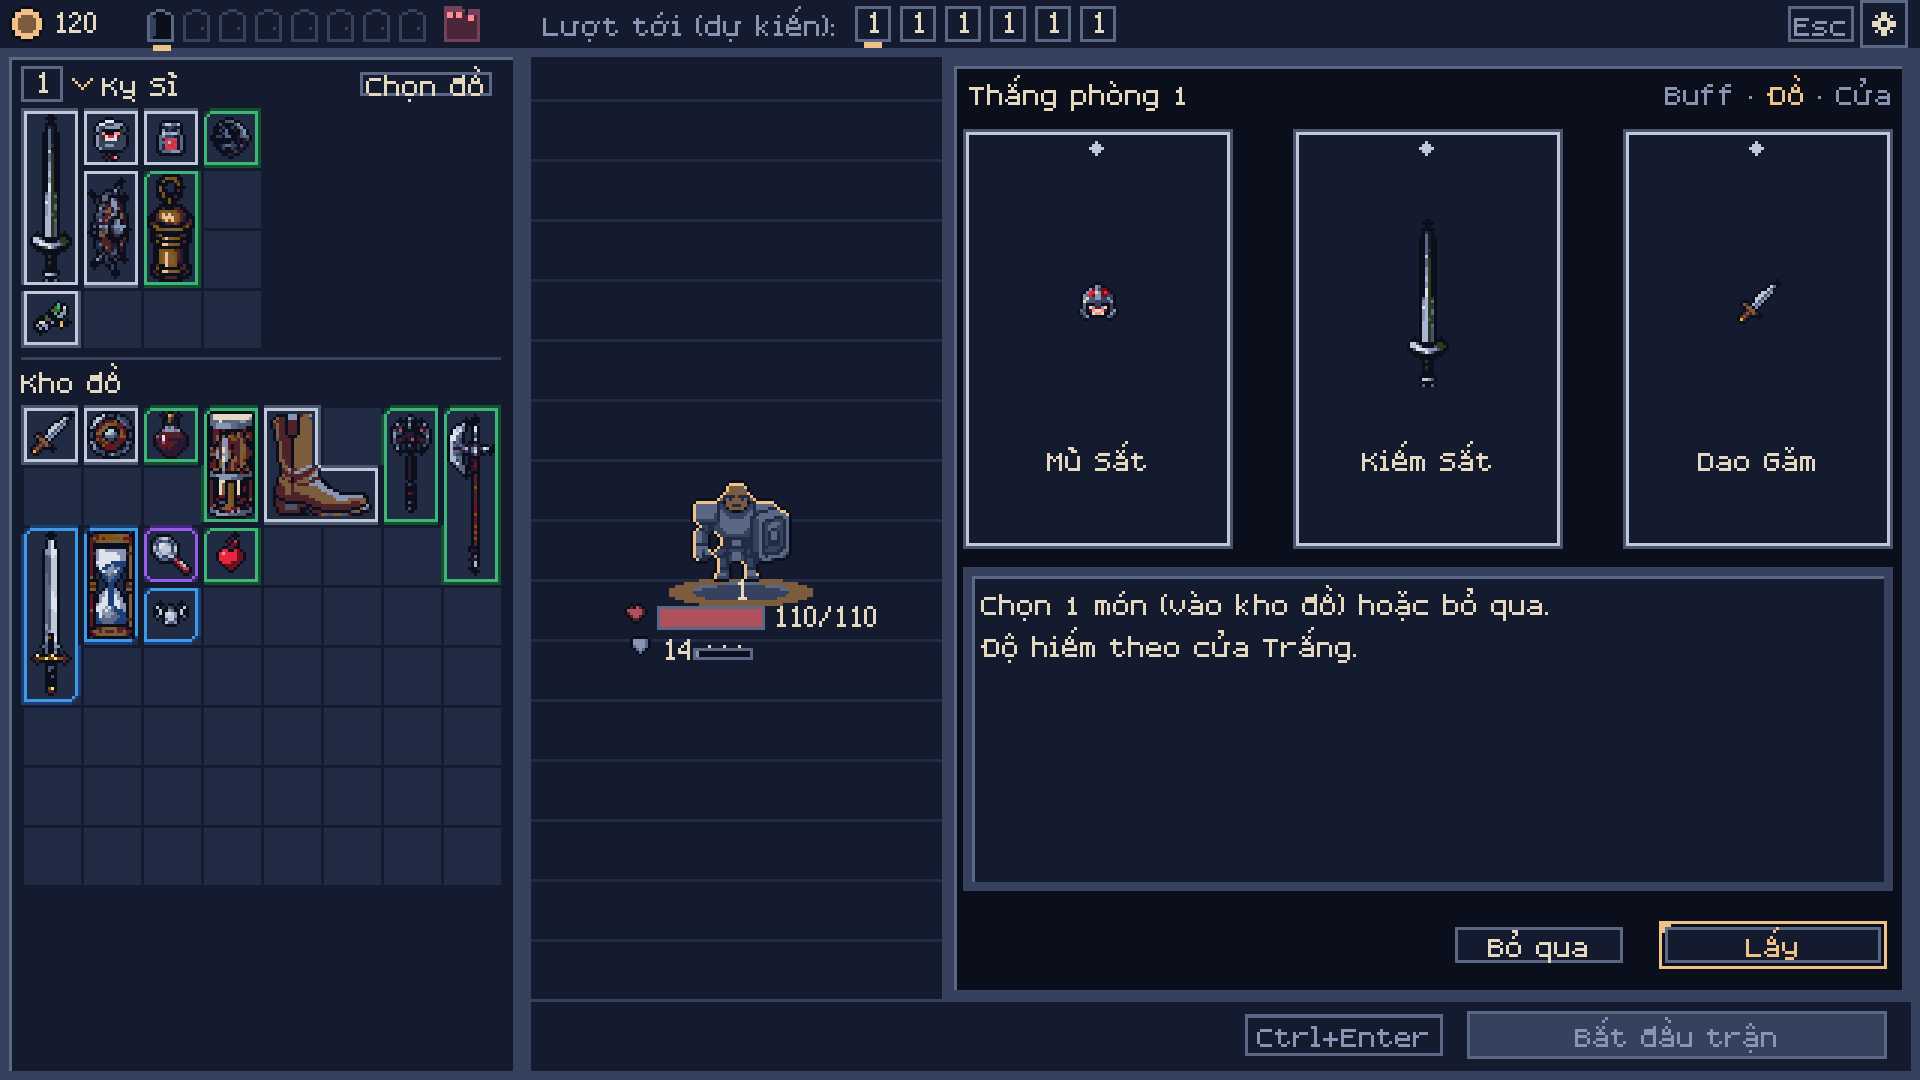 120
Lượt tới (dự kiến): 1 1 1 1 1 1
Esc
1 Kỵ Sĩ
Chọn đồ
Kho đồ
1
110/110
14
Thắng phòng 1
Buff · Đồ · Cửa
Mũ Sắt
Kiếm Sắt
Dao Găm
Chọn 1 món (vào kho đồ) hoặc bỏ qua.
Độ hiếm theo cửa Trắng.
Bỏ qua
Lấy
Ctrl+Enter
Bắt đầu trận